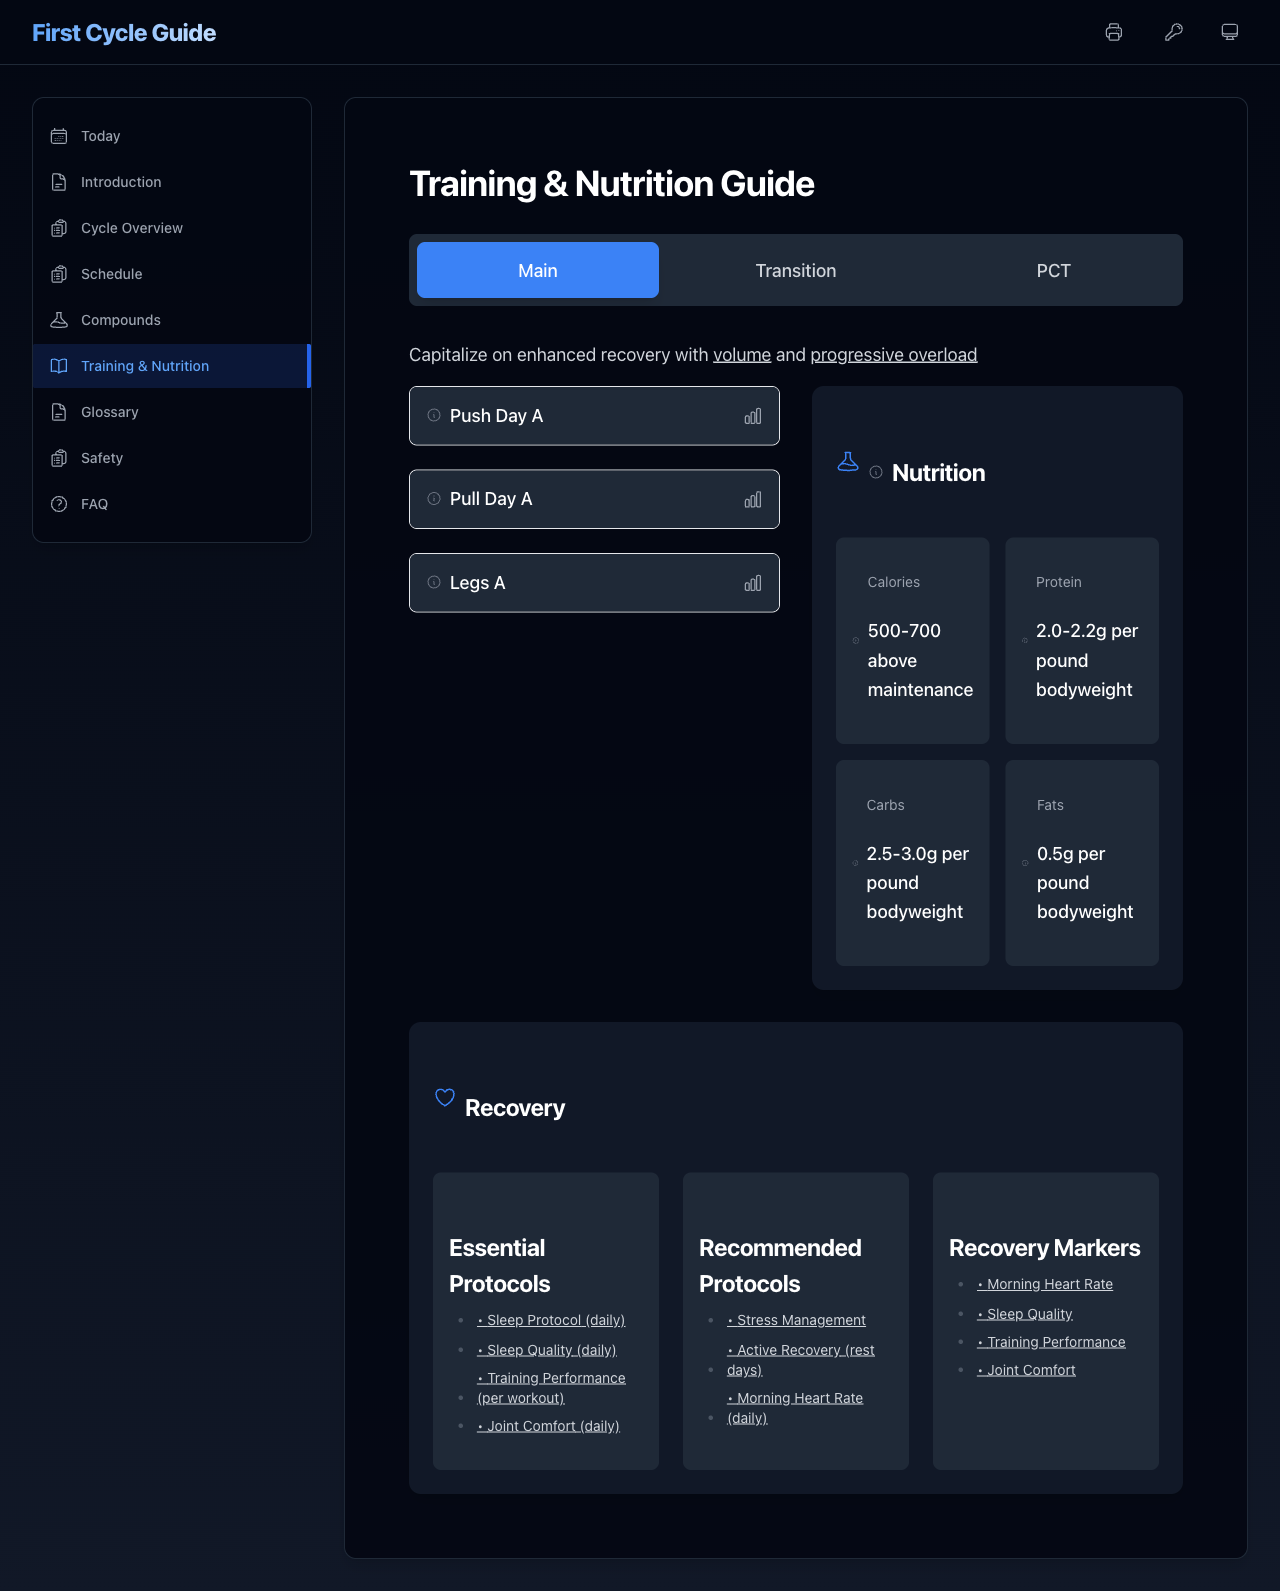 First Cycle Guide
Today
Introduction
Cycle Overview
Schedule
Compounds
Training & Nutrition
Glossary
Safety
FAQ
Training & Nutrition Guide
Main
Transition
PCT
Capitalize on enhanced recovery with volume and progressive overload
Push Day A
Pull Day A
Legs A
Nutrition
Calories
500-700
above
maintenance
Protein
2.0-2.2g per
pound
bodyweight
Carbs
2.5-3.0g per
pound
bodyweight
Fats
0.5g per
pound
bodyweight
Recovery
Essential
Protocols
• Sleep Protocol (daily)
• Sleep Quality (daily)
• Training Performance
(per workout)
• Joint Comfort (daily)
Recommended
Protocols
• Stress Management
• Active Recovery (rest
days)
• Morning Heart Rate
(daily)
Recovery Markers
• Morning Heart Rate
• Sleep Quality
• Training Performance
• Joint Comfort